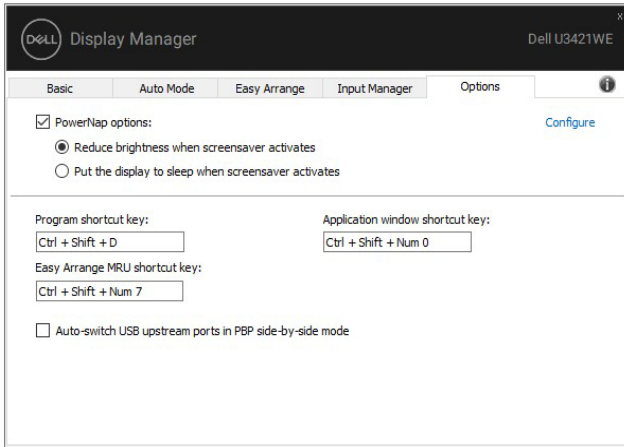 x
DELL
Display Manager
Dell U3421WE
Basic
Auto Mode
Easy Arrange
Input Manager
Options
i
PowerNap options:
Configure
Reduce brightness when screensaver activates
Put the display to sleep when screensaver activates
Program shortcut key:
Application window shortcut key:
Ctrl + Shift + D
Ctrl + Shift + Num 0
Easy Arrange MRU shortcut key:
Ctrl + Shift + Num 7
Auto-switch USB upstream ports in PBP side-by-side mode